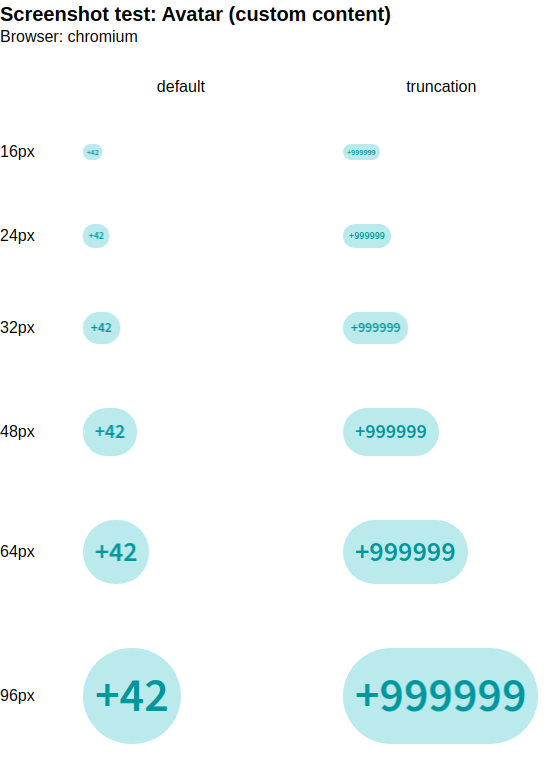 Screenshot test: Avatar (custom content)
Browser: chromium
default truncation
16px +42 +999999
24px +42 +999999
32px +42 +999999
48px +42 +999999
64px +42 +999999
96px +42 +999999